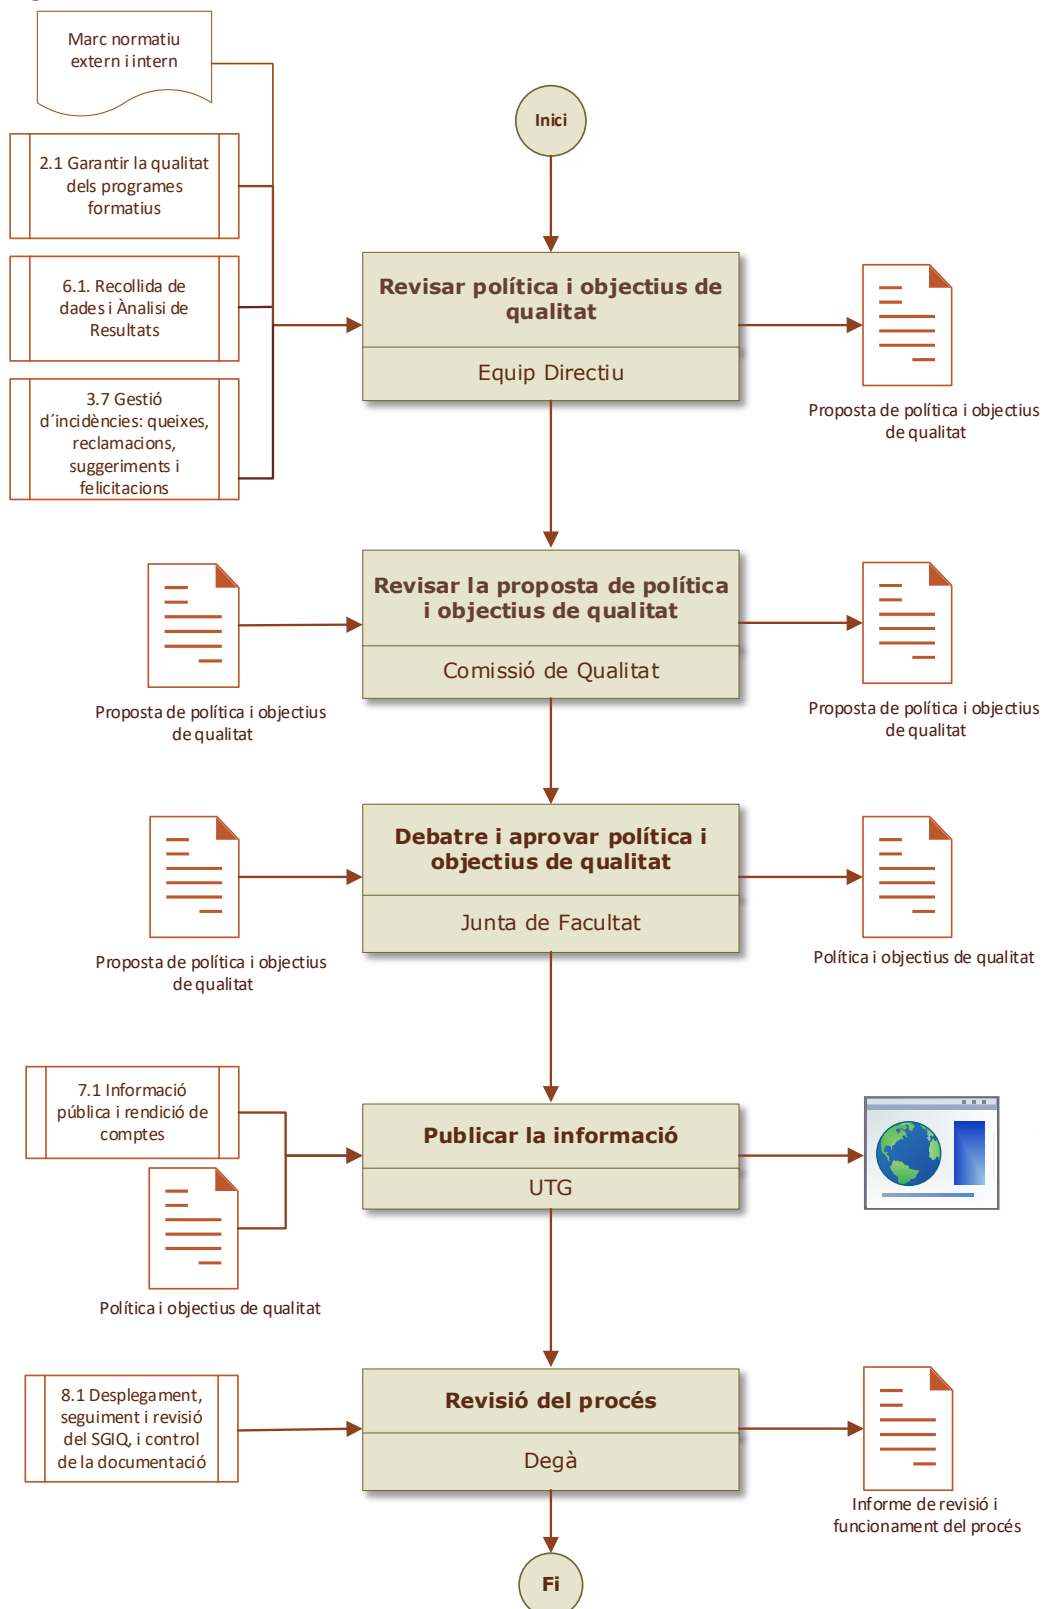 Marc normatiu
extern i intern
Inici
2.1 Garantir la qualitat
dels programes
formatius
6.1. Recollida de
dades i Ànalisi de
Resultats
3.7 Gestió
d´incidències: queixes,
reclamacions,
suggeriments i
felicitacions
Revisar política i objectius de
qualitat
Equip Directiu
Proposta de política i objectius
de qualitat
Revisar la proposta de política
i objectius de qualitat
Comissió de Qualitat
Proposta de política i objectius
de qualitat
Proposta de política i objectius
de qualitat
Debatre i aprovar política i
objectius de qualitat
Junta de Facultat
Proposta de política i objectius
de qualitat
Política i objectius de qualitat
7.1 Informació
pública i rendició de
comptes
Publicar la informació
UTG
Política i objectius de qualitat
8.1 Desplegament,
seguiment i revisió
del SGIQ, i control
de la documentació
Revisió del procés
Degà
Informe de revisió i
funcionament del procés
Fi